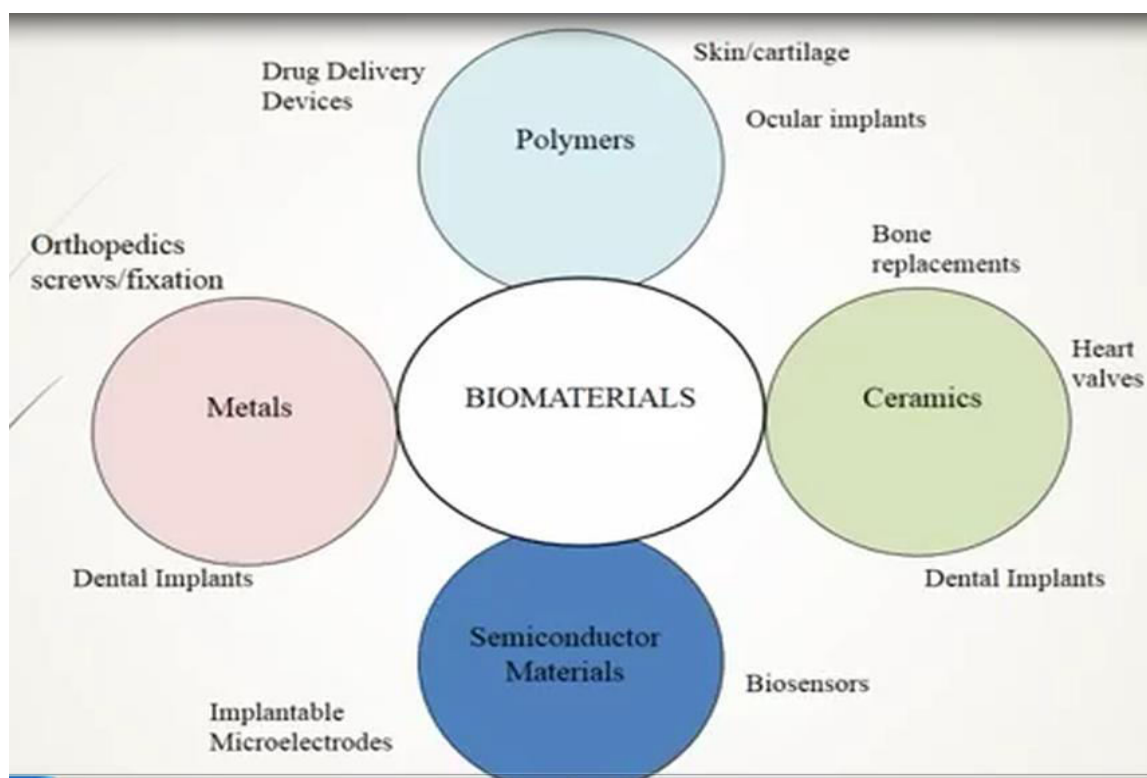 Drug Delivery
Devices
Skin/cartilage
Polymers
Ocular implants
Orthopedics
screws/fixation
Bone
replacements
Metals
BIOMATERIALS
Ceramics
Heart
valves
Dental Implants
Dental Implants
Semiconductor
Materials
Implantable
Microelectrodes
Biosensors